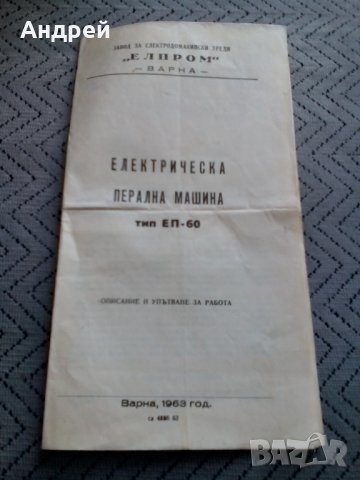 Андрей
ЗАВОД ЗА ЕЛЕКТРОДОМАКИНСКИ УРЕДИ
„ЕЛПРОМ“
— ВАРНА —
ЕЛЕКТРИЧЕСКА
ПЕРАЛНА МАШИНА
тип ЕП-60
ОПИСАНИЕ И УПЪТВАНЕ ЗА РАБОТА
Варна, 1963 год.
BAZAR